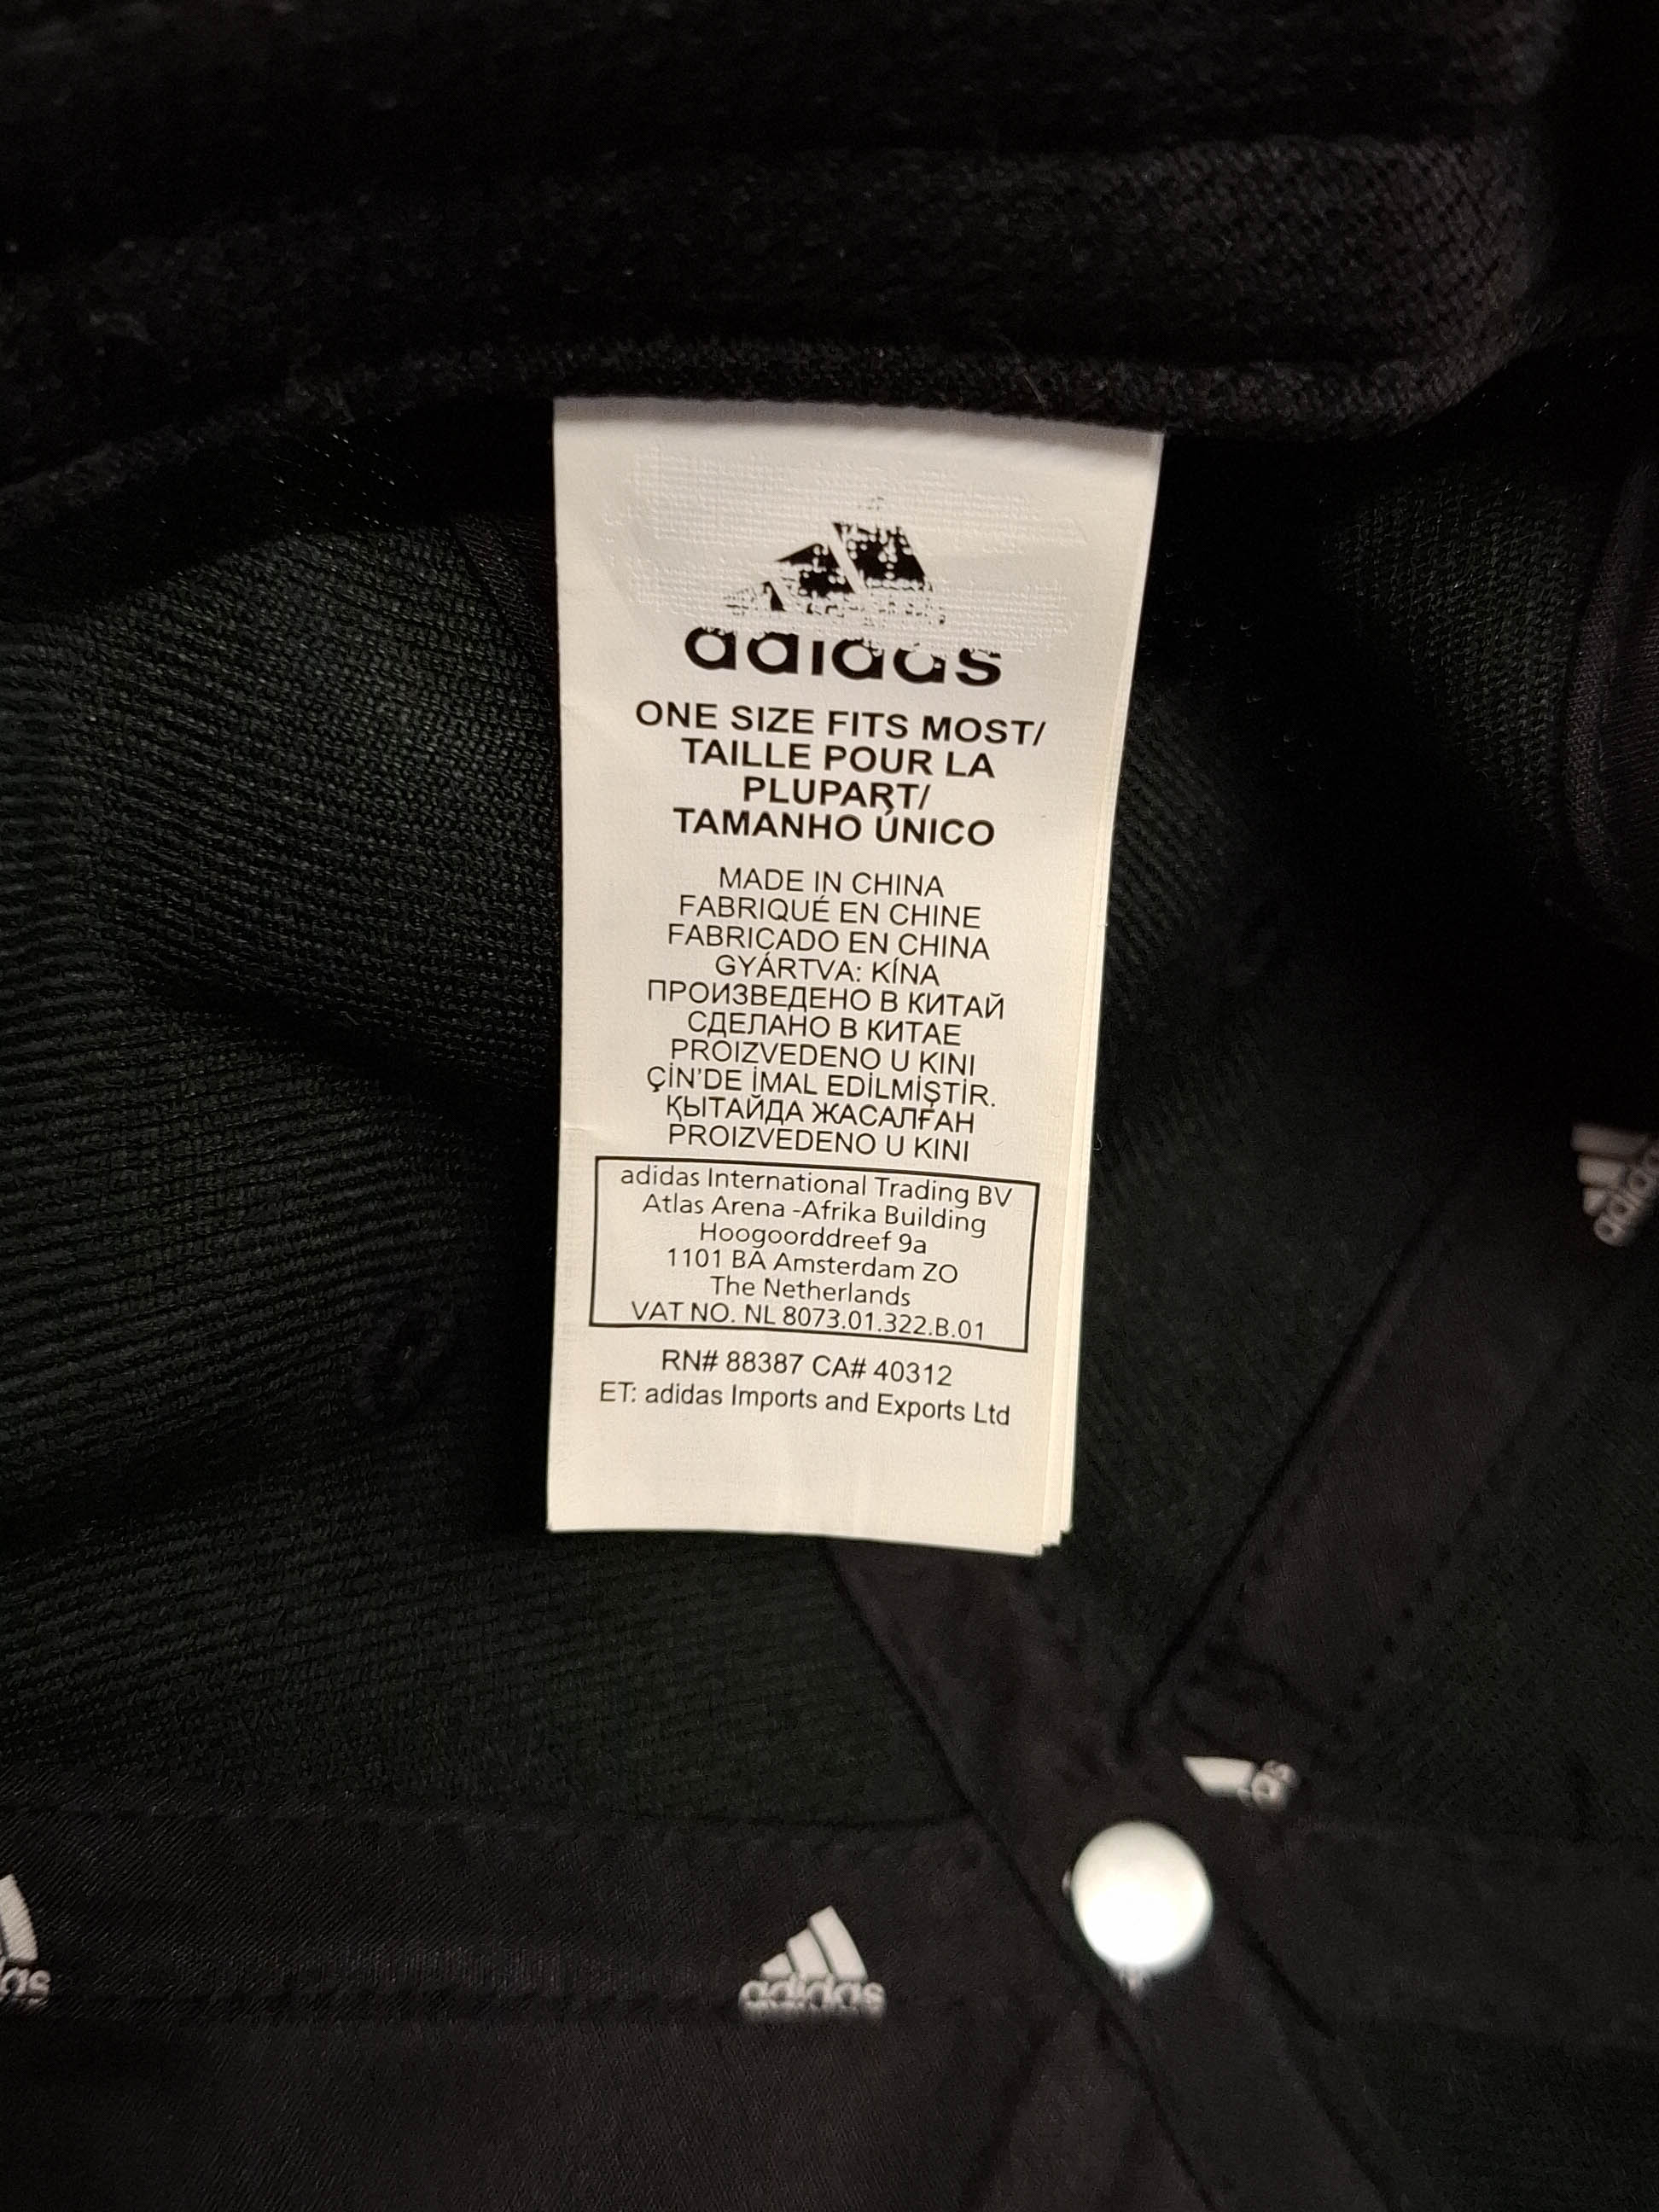 adidas
ONE SIZE FITS MOST/
TAILLE POUR LA
PLUPART/
TAMANHO ÚNICO
MADE IN CHINA
FABRIQUÉ EN CHINE
FABRICADO EN CHINA
GYÁRTVA: KÍNA
ПРОИЗВЕДЕНО В КИТАЙ
СДЕЛАНО В КИТАЕ
PROIZVEDENO U KINI
ÇİN'DE İMAL EDİLMİŞTİR.
ҚЫТАЙДА ЖАСАЛҒАН
PROIZVEDENO U KINI
adidas International Trading BV
Atlas Arena -Afrika Building
Hoogoorddreef 9a
1101 BA Amsterdam ZO
The Netherlands
VAT NO. NL 8073.01.322.B.01
RN# 88387 CA# 40312
ET: adidas Imports and Exports Ltd
adidas